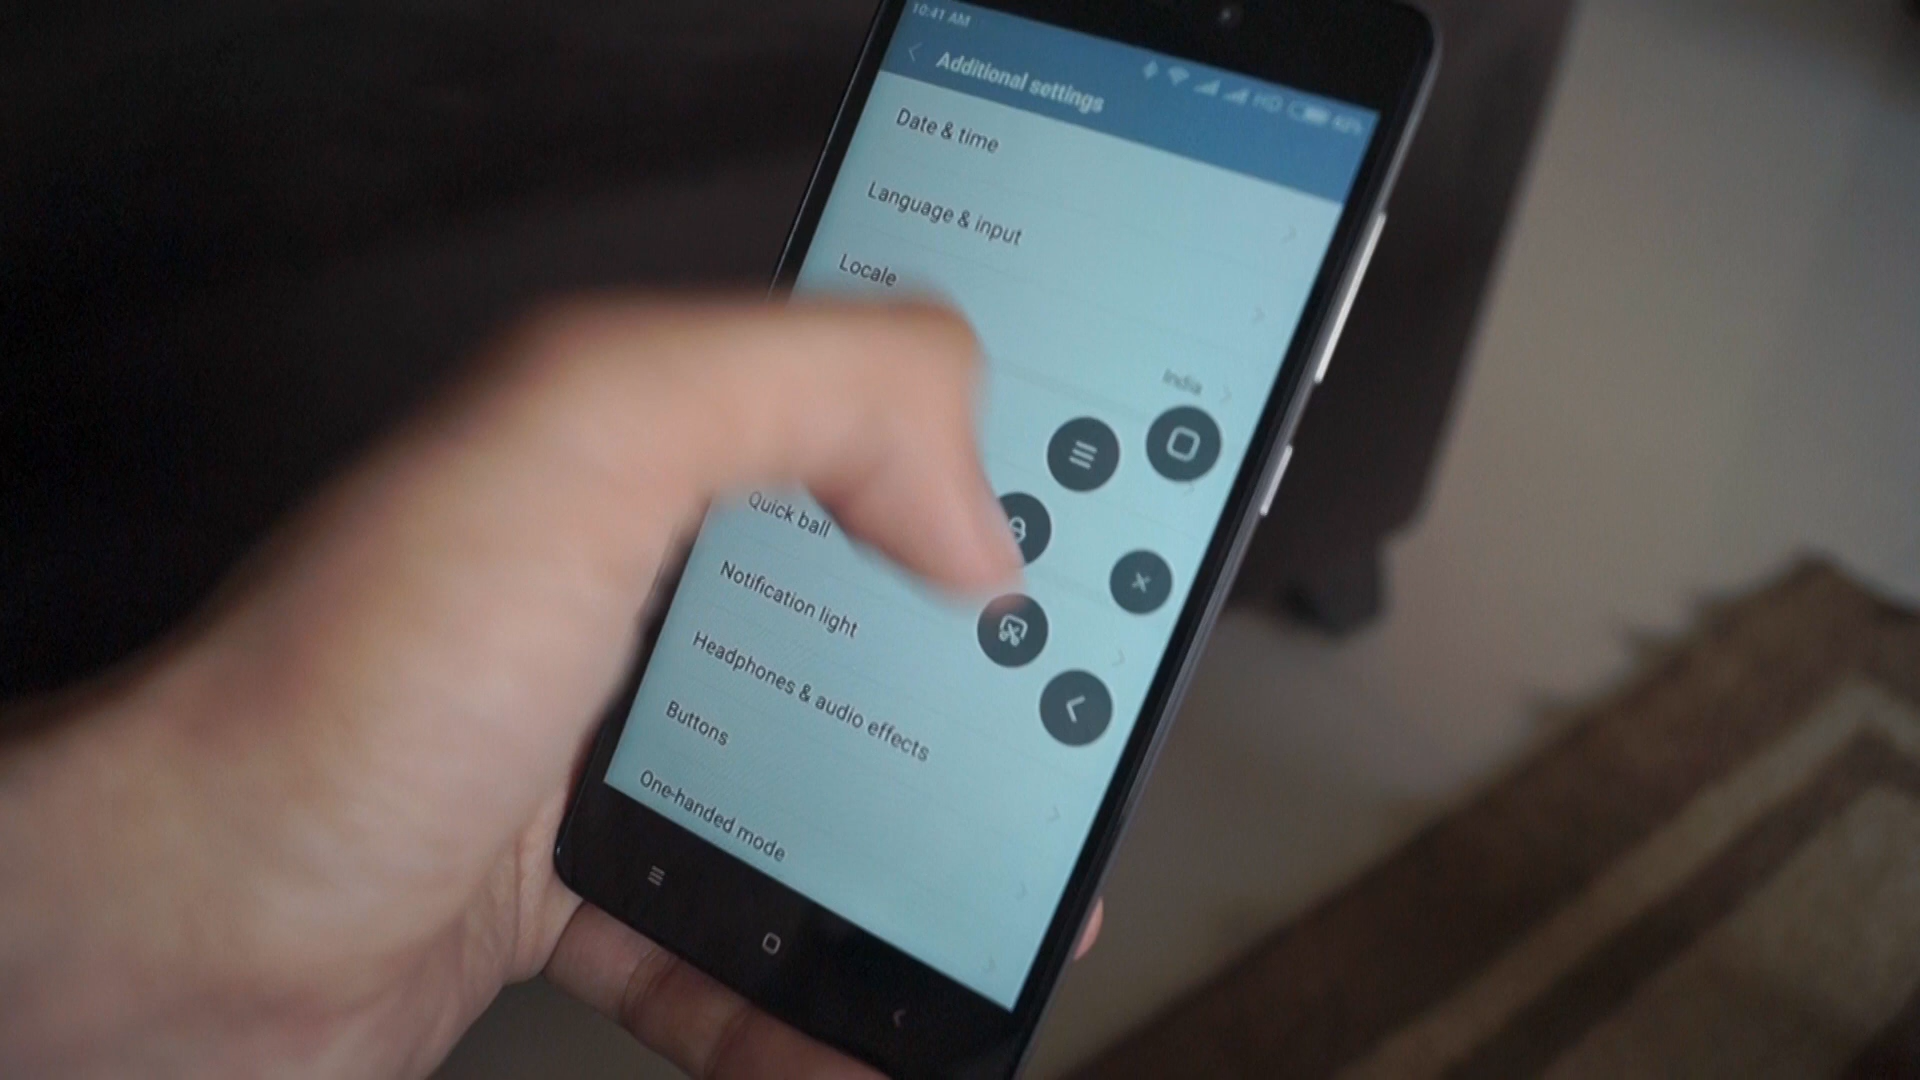 10:41 AM
HD
Additional settings
Date & time
Language & input
Locale
India
Quick ball
Notification light
Headphones & audio effects
Buttons
One-handed mode